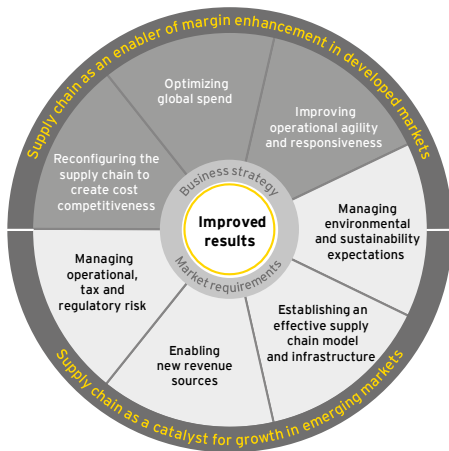 Supply chain as an enabler of margin enhancement in developed markets
Optimizing
global spend
Improving
operational agility
and responsiveness
Reconfiguring the
supply chain to
create cost
competitiveness
Business strategy
Improved
results
Market requirements
Managing
environmental
and sustainability
expectations
Managing
operational,
tax and
regulatory risk
Establishing an
effective supply
chain model
and infrastructure
Enabling
new revenue
sources
Supply chain as a catalyst for growth in emerging markets